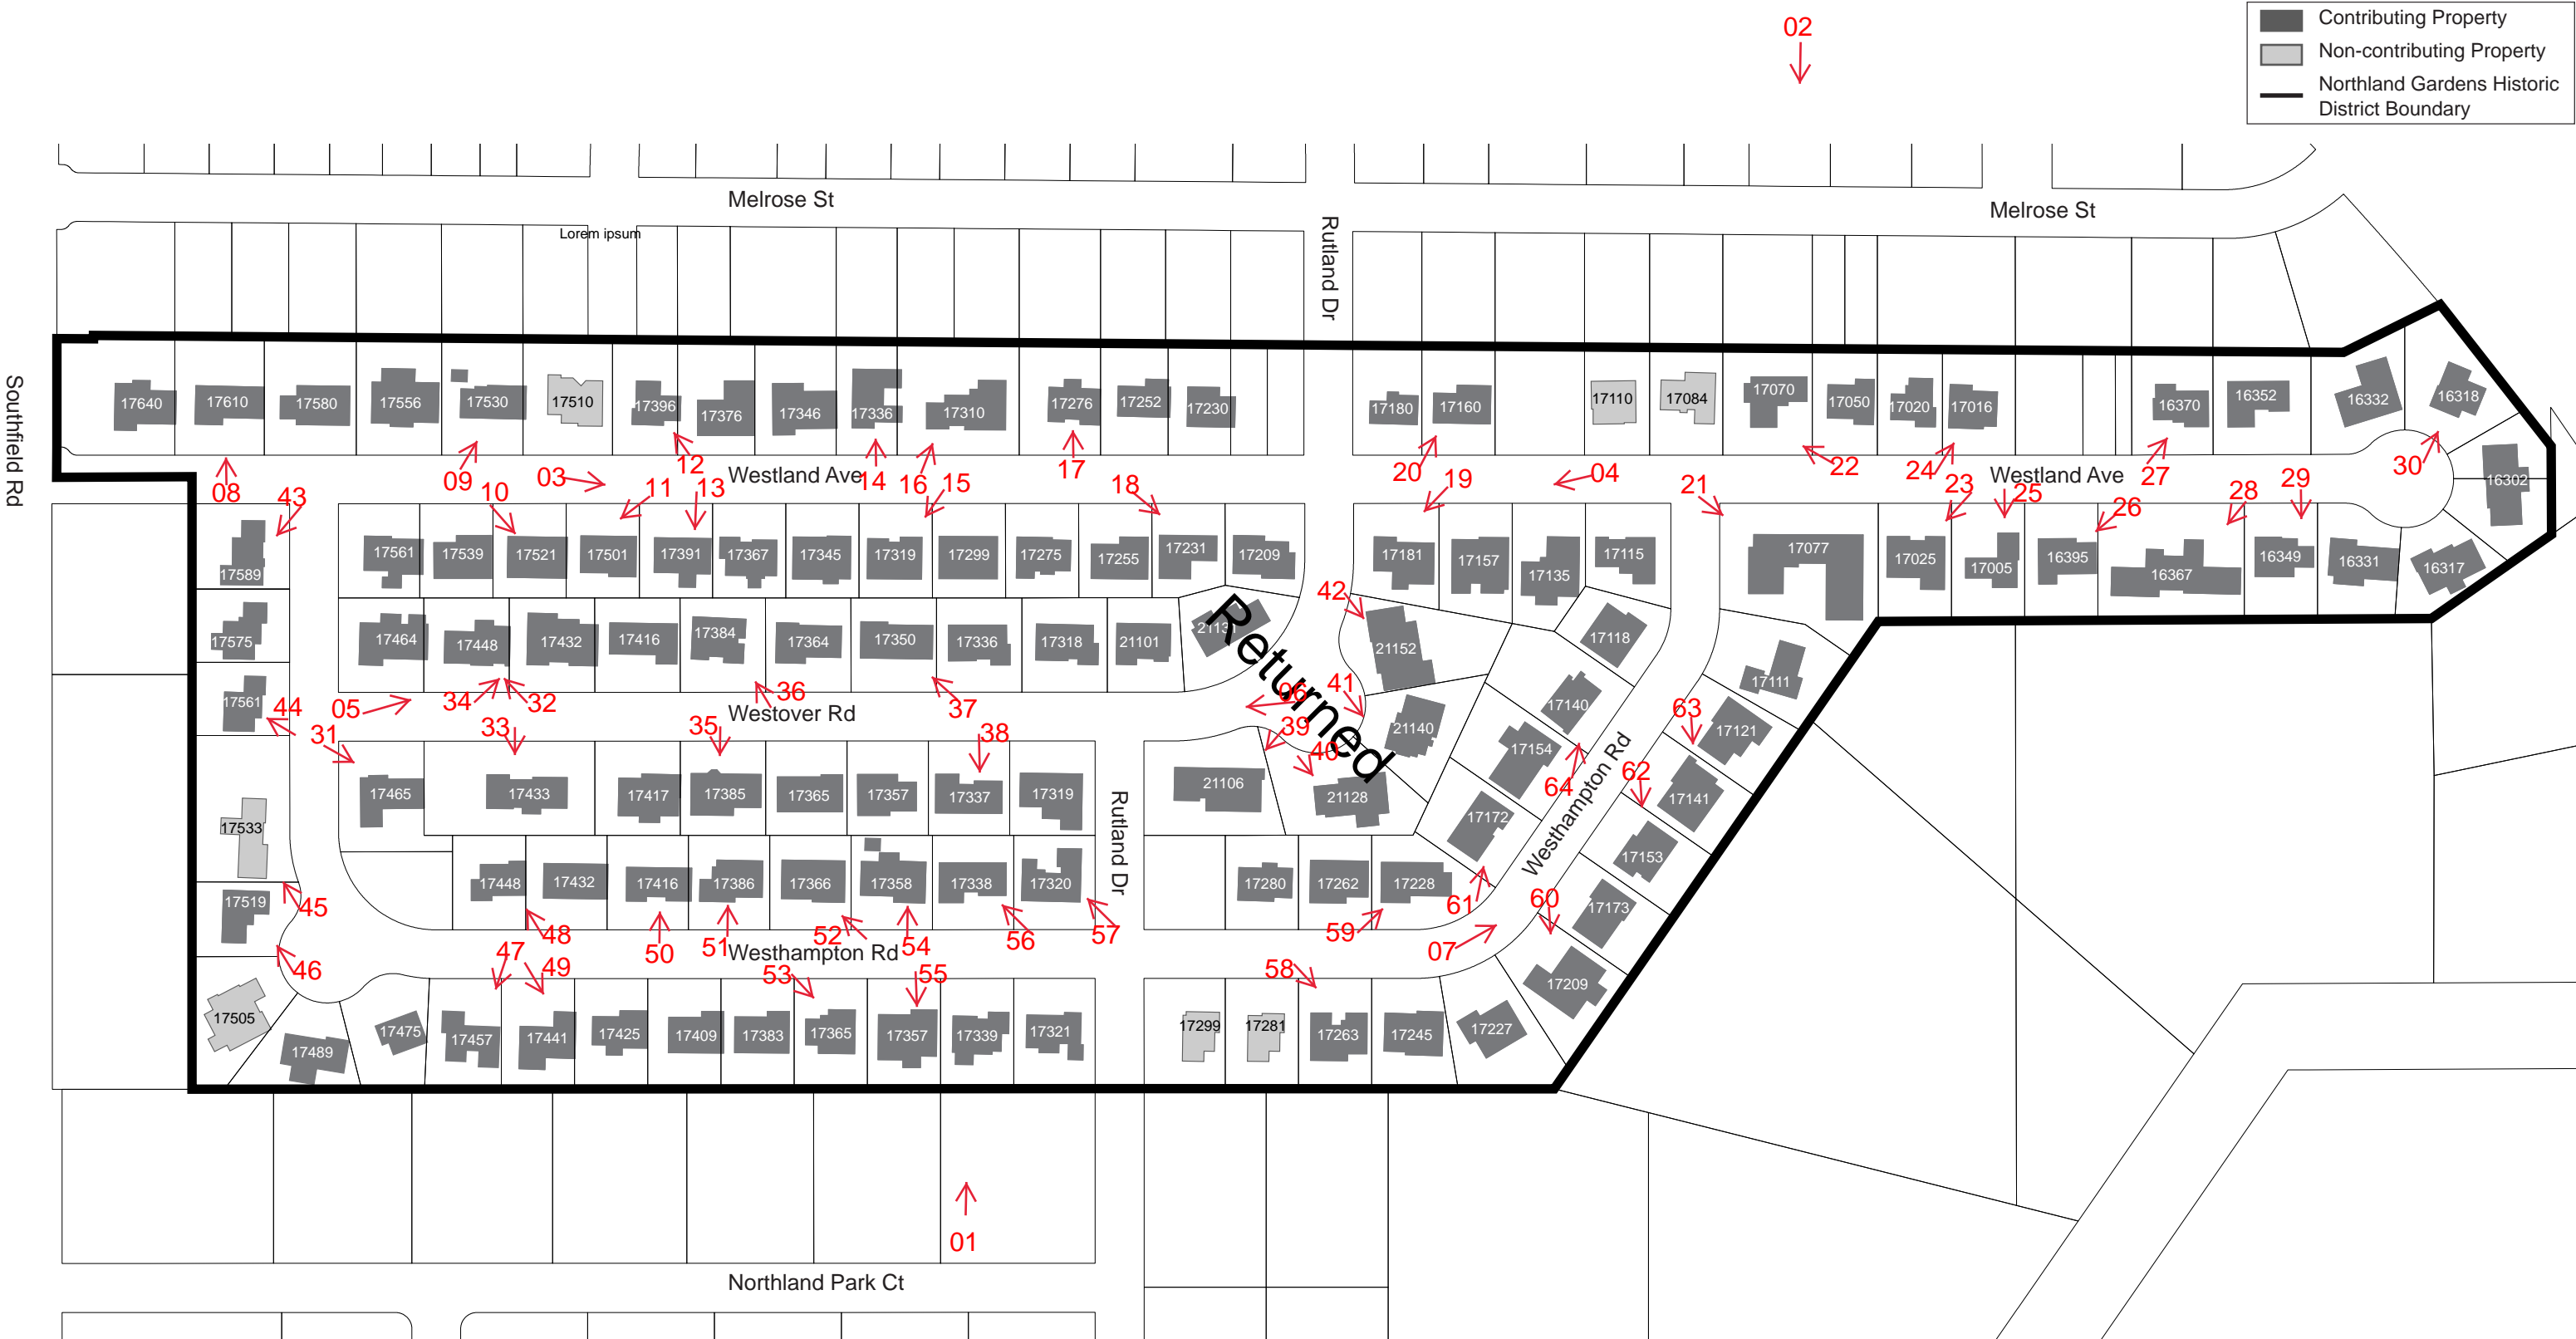 02
Contributing Property
Non-contributing Property
Northland Gardens Historic
District Boundary
Melrose St
Melrose St
Lorem ipsum
Rutland Dr
Southfield Rd
17640 17610 17580 17556 17530 17510 17396 17376 17346 17336 17310 17276 17252 17230 17180 17160 17110 17084 17070 17050 17020 17016 16370 16352 16332 16318
08 43 09 10 03 11 12 13 Westland Ave 14 16 15 17 18 20 19 04 21 22 24 23 Westland Ave 25 26 27 28 29 30
16302
17589 17561 17539 17521 17501 17391 17367 17345 17319 17299 17275 17255 17231 17209 17181 17157 17135 17115 17077 17025 17005 16395 16367 16349 16331 16317
42
17575 17464 17448 17432 17416 17384 17364 17350 17336 17318 21101 2113 21152 17118 17111
Returned
17561 44 05 34 32 36 37 06 41 17140 63
31 33 Westover Rd 35 38 39 40 21140 17154 64 Westhampton Rd 62 17121
17465 17433 17417 17385 17365 17357 17337 17319 Rutland Dr 21106 21128 17172 17141
17533
17448 17432 17416 17386 17366 17358 17338 17320 17280 17262 17228 17153
17519 45 48 50 51 52 54 56 57 59 61 60 17173
46 47 49 Westhampton Rd 53 55 58 07 17209
17505 17489 17475 17457 17441 17425 17409 17383 17365 17357 17339 17321 17299 17281 17263 17245 17227
01
Northland Park Ct